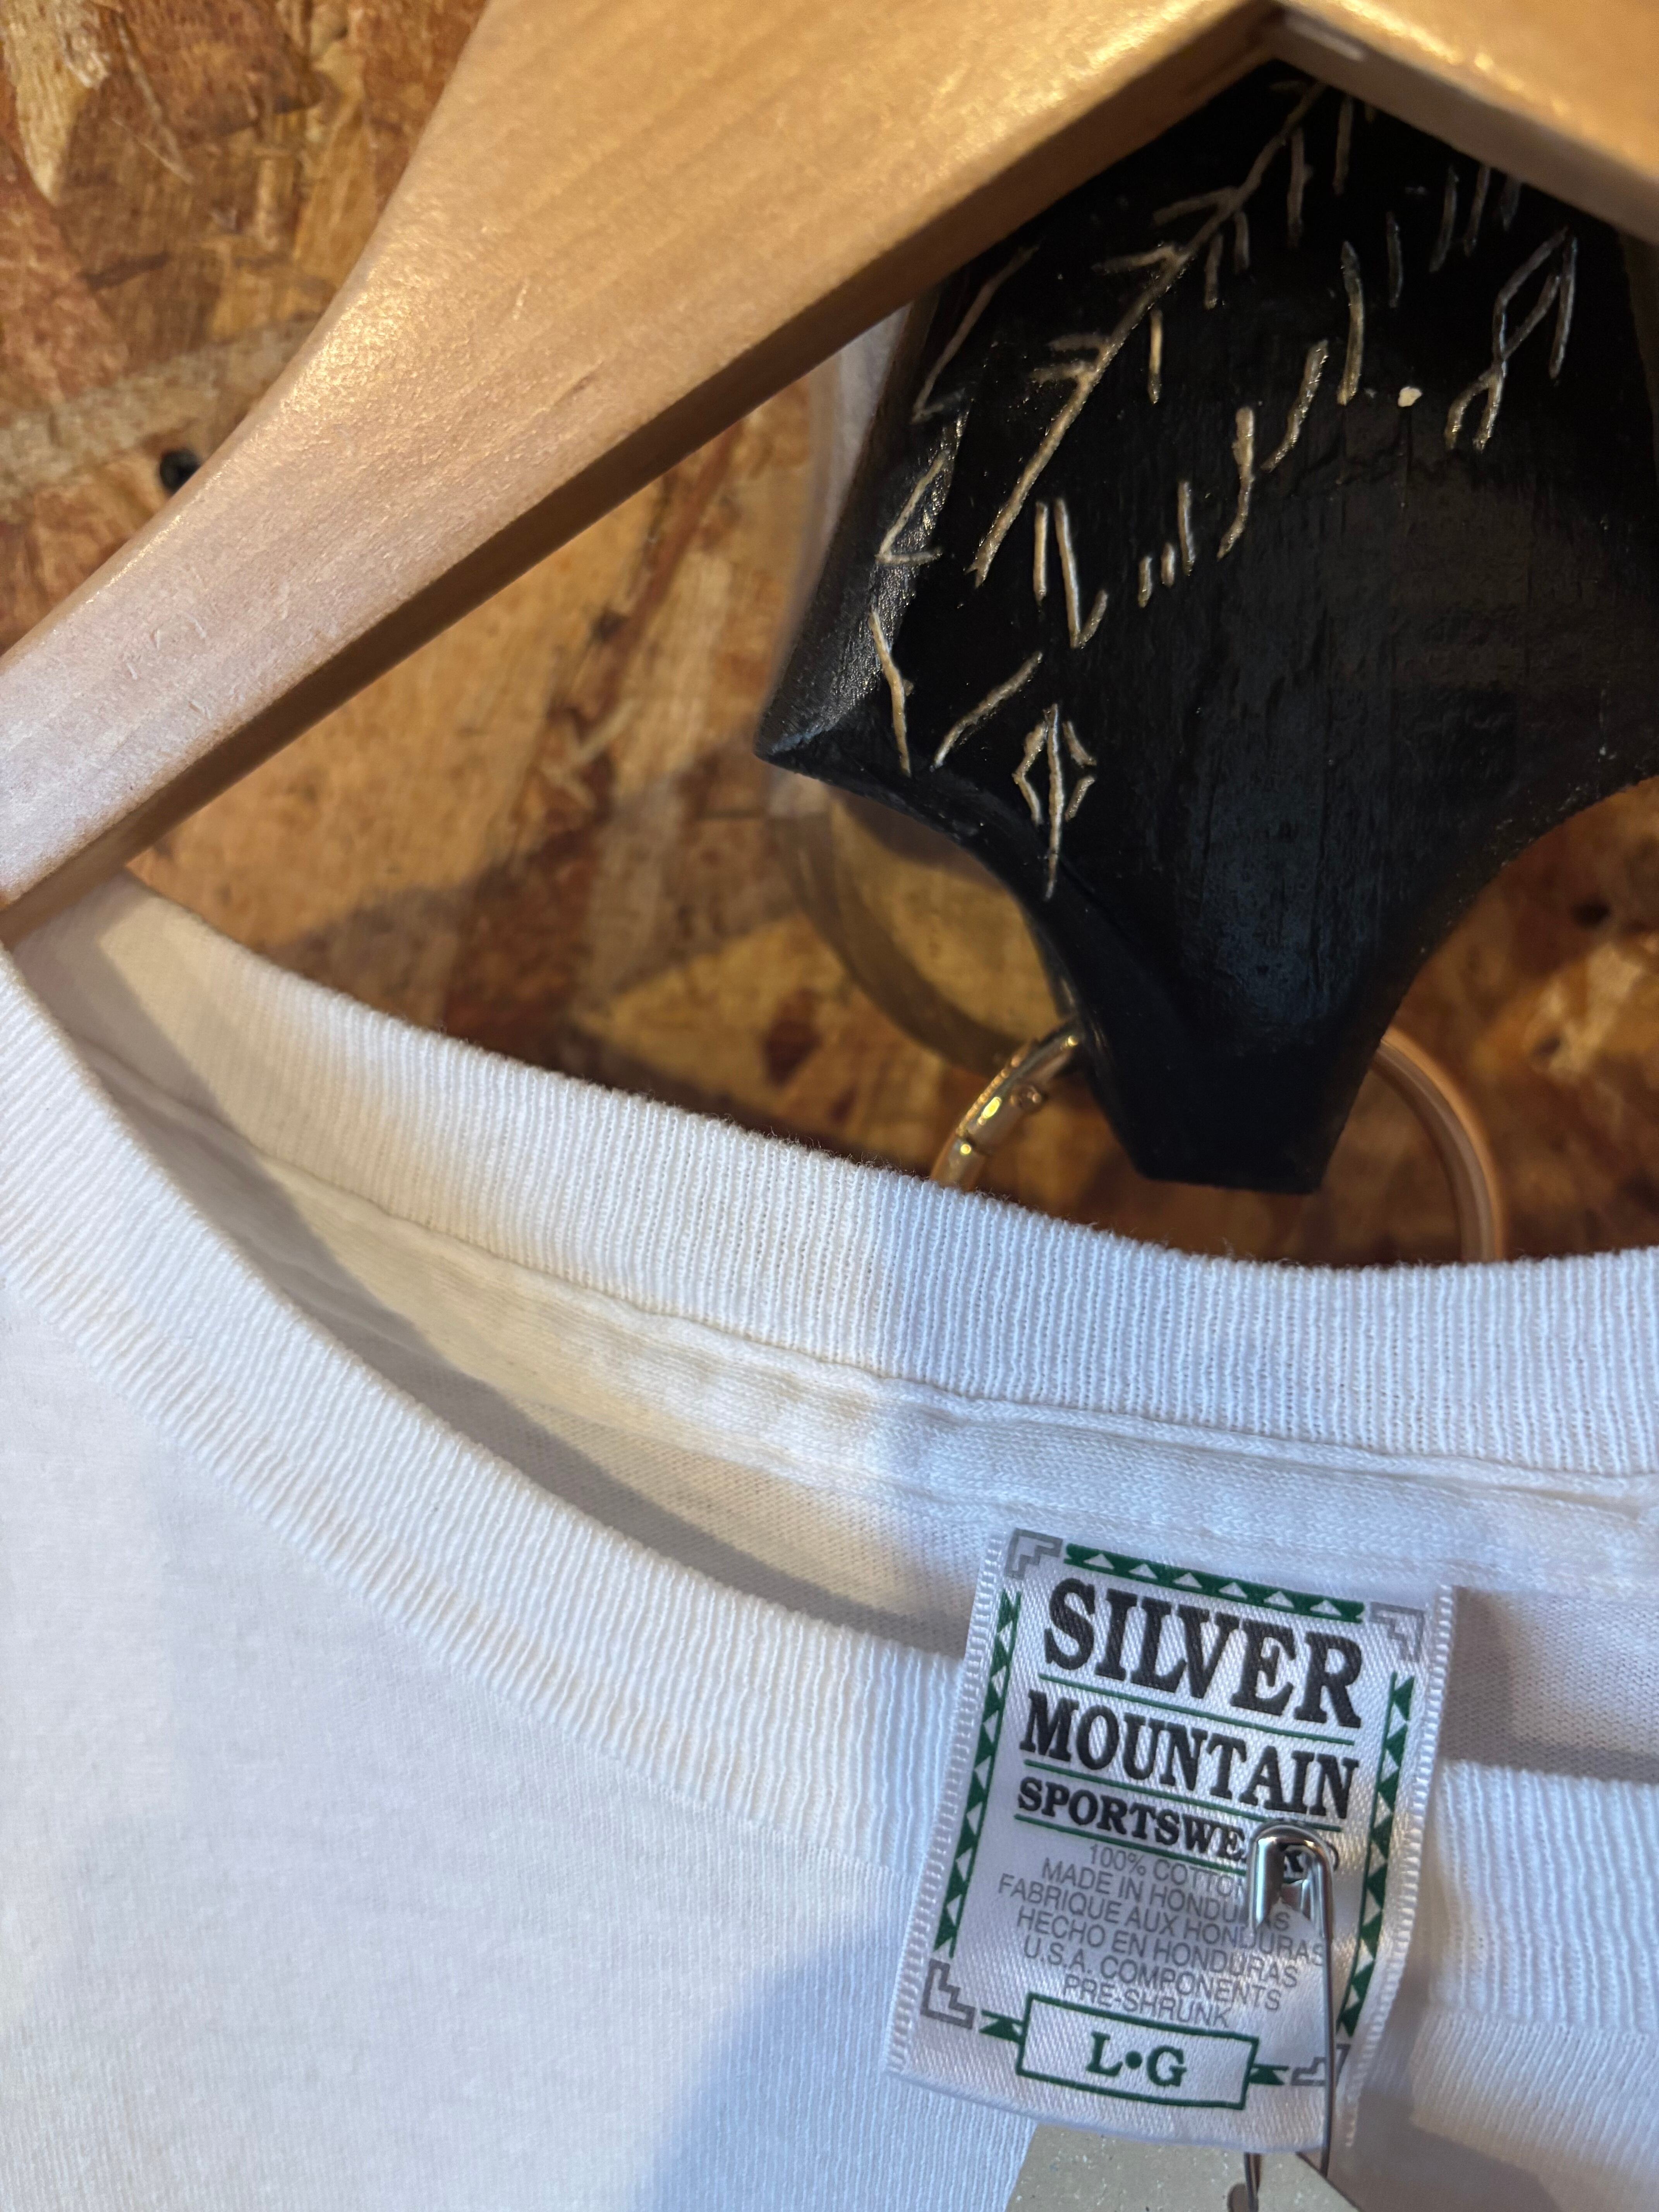 SILVER
MOUNTAIN
SPORTSWEAR
100% COTTON
MADE IN HONDURAS
FABRIQUE AUX HONDURAS
HECHO EN HONDURAS
U.S.A. COMPONENTS
PRE-SHRUNK
L•G